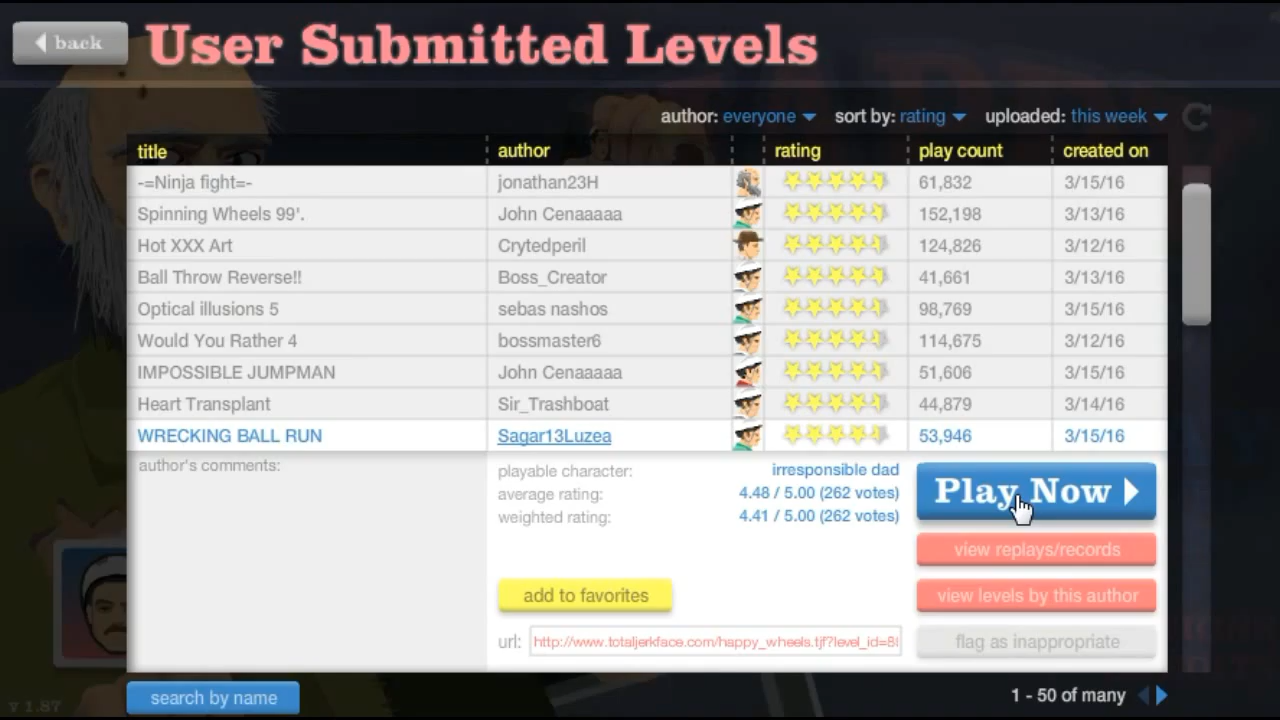 back
User Submitted Levels
author: everyone sort by: rating uploaded: this week
title author rating play count created on
-=Ninja fight=- jonathan23H 61,832 3/15/16
Spinning Wheels 99'. John Cenaaaaa 152,198 3/13/16
Hot XXX Art Crytedperil 124,826 3/12/16
Ball Throw Reverse!! Boss_Creator 41,661 3/13/16
Optical illusions 5 sebas nashos 98,769 3/15/16
Would You Rather 4 bossmaster6 114,675 3/12/16
IMPOSSIBLE JUMPMAN John Cenaaaaa 51,606 3/15/16
Heart Transplant Sir_Trashboat 44,879 3/14/16
WRECKING BALL RUN Sagar13Luzea 53,946 3/15/16
author's comments:
playable character: irresponsible dad
average rating: 4.48 / 5.00 (262 votes)
weighted rating: 4.41 / 5.00 (262 votes)
Play Now
view replays/records
add to favorites
view levels by this author
url: http://www.totaljerkface.com/happy_wheels.tjf?level_id=8
flag as inappropriate
search by name
1 - 50 of many
v 1.87